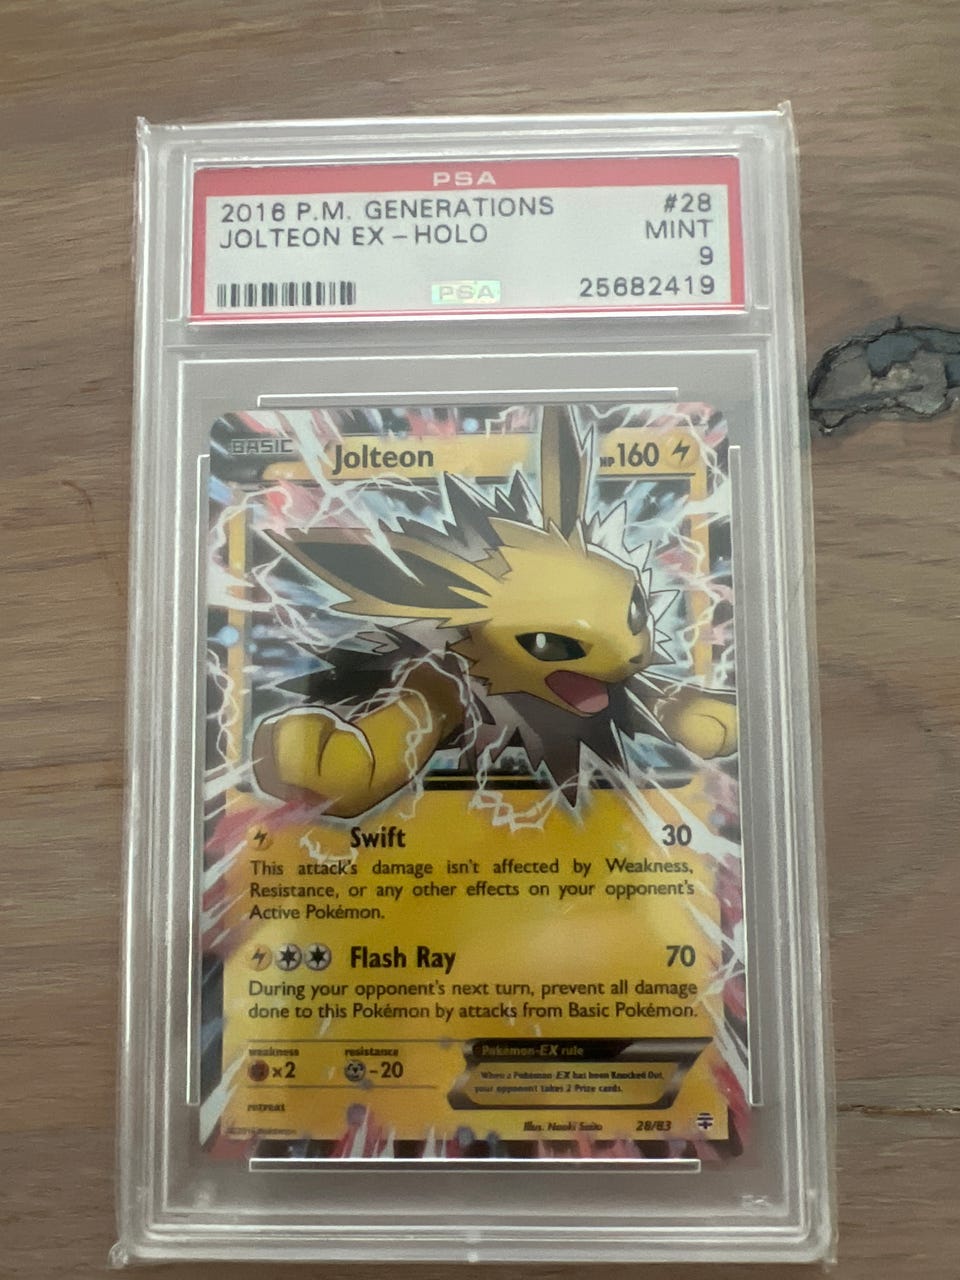 PSA
2016 P.M. GENERATIONS #28
JOLTEON EX - HOLO MINT
9
PSA 25682419
BASIC Jolteon HP160
Swift 30
This attack's damage isn't affected by Weakness,
Resistance, or any other effects on your opponent's
Active Pokémon.
Flash Ray 70
During your opponent's next turn, prevent all damage
done to this Pokémon by attacks from Basic Pokémon.
weakness resistance Pokémon-EX rule
×2 -20 When a Pokémon-EX has been Knocked Out,
your opponent takes 2 Prize cards.
retreat
Illus. Naoki Saito 28/83
©2016 Pokémon